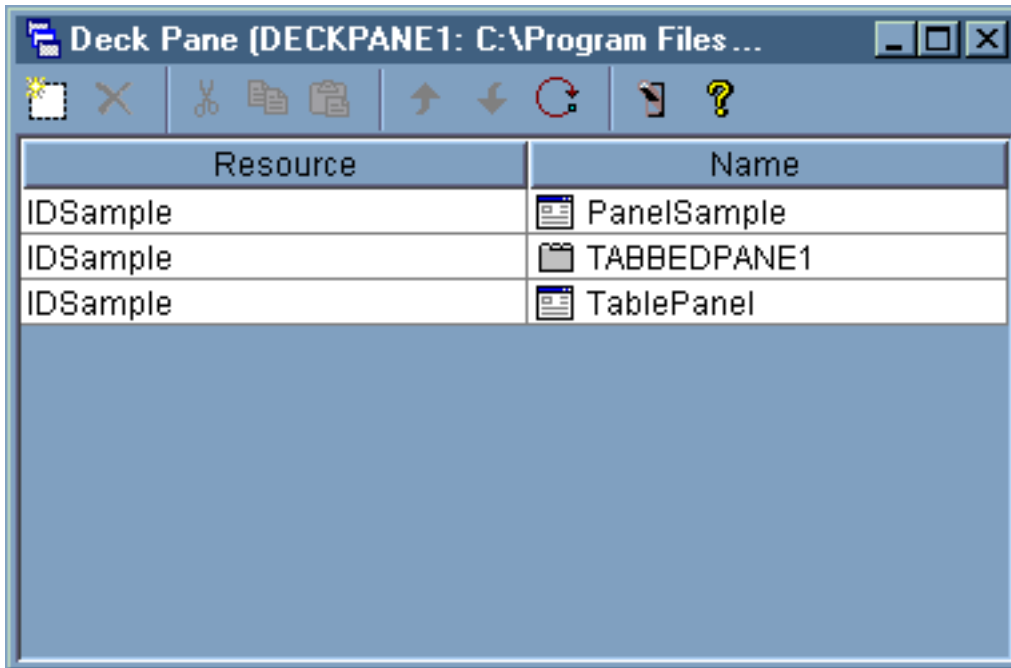 Deck Pane (DECKPANE1: C:\Program Files ...
Resource Name
IDSample PanelSample
IDSample TABBEDPANE1
IDSample TablePanel